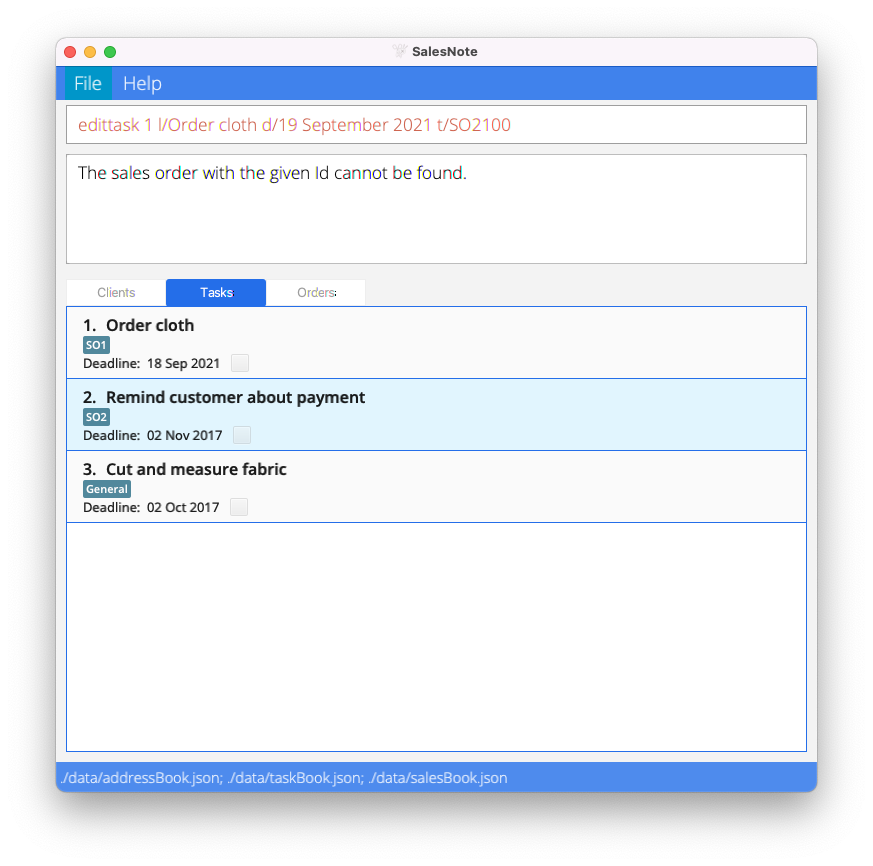 SalesNote
File Help
edittask 1 l/Order cloth d/19 September 2021 t/SO2100
The sales order with the given Id cannot be found.
Clients Tasks Orders
1. Order cloth
SO1
Deadline: 18 Sep 2021
2. Remind customer about payment
SO2
Deadline: 02 Nov 2017
3. Cut and measure fabric
General
Deadline: 02 Oct 2017
./data/addressBook.json; ./data/taskBook.json; ./data/salesBook.json